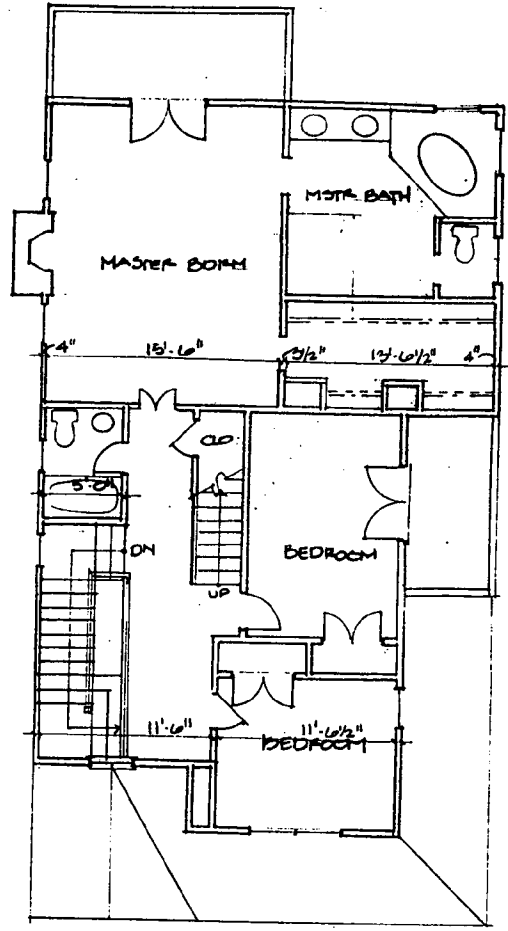 MSTR BATH
MASTER BDRM
4" 15'-6" 3½" 13'-6½" 4"
CLO
5'-0"
DN
BEDROOM
UP
11'-6" 11'-6½"
BEDROOM